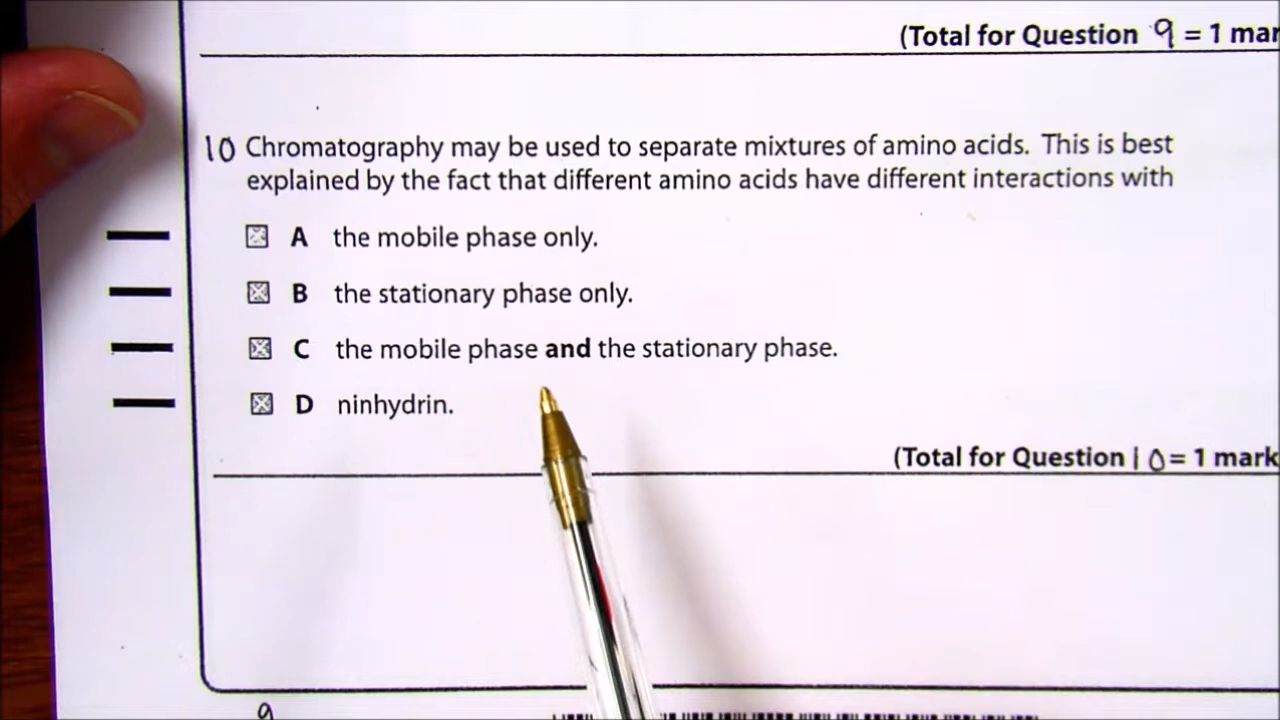 (Total for Question 9 = 1 mar
10 Chromatography may be used to separate mixtures of amino acids. This is best
explained by the fact that different amino acids have different interactions with
A the mobile phase only.
B the stationary phase only.
C the mobile phase and the stationary phase.
D ninhydrin.
(Total for Question 10 = 1 mark
9